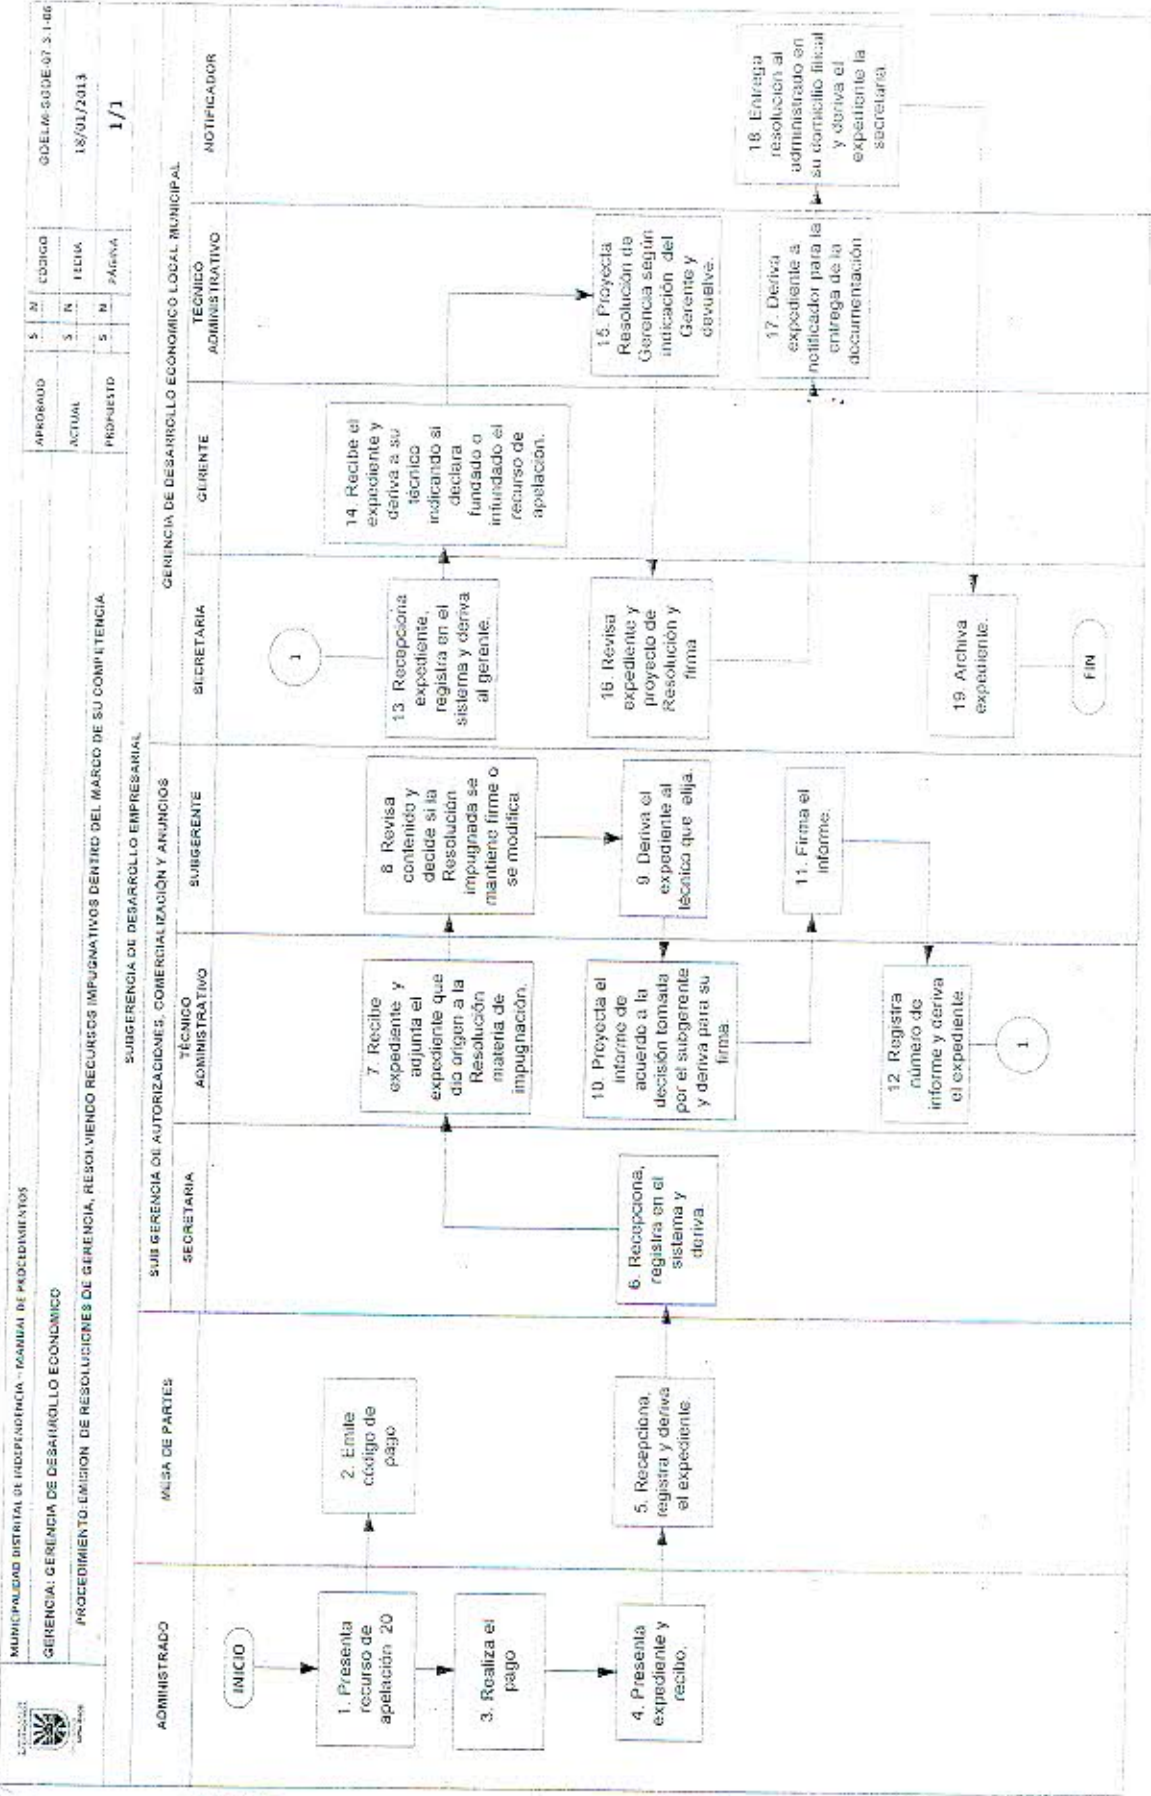 MUNICIPALIDAD DISTRITAL DE INDEPENDENCIA - MANUAL DE PROCEDIMIENTOS
GERENCIA: GERENCIA DE DESARROLLO ECONOMICO
PROCEDIMIENTO: EMISION DE RESOLUCIONES DE GERENCIA, RESOLVIENDO RECURSOS IMPUGNATIVOS DENTRO DEL MARCO DE SU COMPETENCIA
APROBADO S N CÓDIGO
ACTUAL S N FECHA 18/01/2013
PROPUESTO S N PÁGINA 1/1
SUBGERENCIA DE DESARROLLO EMPRESARIAL
SUB GERENCIA DE AUTORIZACIONES, COMERCIALIZACIÓN Y ANUNCIOS
GERENCIA DE DESARROLLO ECONOMICO LOCAL MUNICIPAL
ADMINISTRADO
MESA DE PARTES
SECRETARIA
TÉCNICO
ADMINISTRATIVO
SUBGERENTE
SECRETARIA
GERENTE
TECNICO
ADMINISTRATIVO
NOTIFICADOR
INICIO
1. Presenta
recurso de
apelación 20
2. Emite
código de
pago
3. Realiza el
pago
4. Presenta
expediente y
recibo.
5. Recepciona,
registra y deriva
el expediente.
6. Recepciona,
registra en el
sistema y
deriva.
7. Recibe
expediente y
adjunta el
expediente que
dio origen a la
Resolución
materia de
impugnación.
8. Revisa
contenido y
decide si la
Resolución
impugnada se
mantiene firme o
se modifica
9. Deriva el
expediente al
técnico que elija.
10. Proyecta el
informe de
acuerdo a la
decisión tomada
por el subgerente
y deriva para su
firma.
11. Firma el
informe.
12. Registra
número de
informe y deriva
el expediente
1
1
13. Recepciona
expediente,
registra en el
sistema y deriva
al gerente.
14. Recibe el
expediente y
deriva a su
técnico
indicando si
declara
fundado o
infundado el
recurso de
apelación.
15. Proyecta
Resolución de
Gerencia según
indicación del
Gerente y
devuelve.
16. Revisa
expediente y
proyecto de
Resolución y
firma
17. Deriva
expediente a
notificador para la
entrega de la
documentación
18. Entrega
resolución al
administrado en
su domicilio
y deriva el
expediente la
secretaria.
19. Archiva
expediente.
FIN